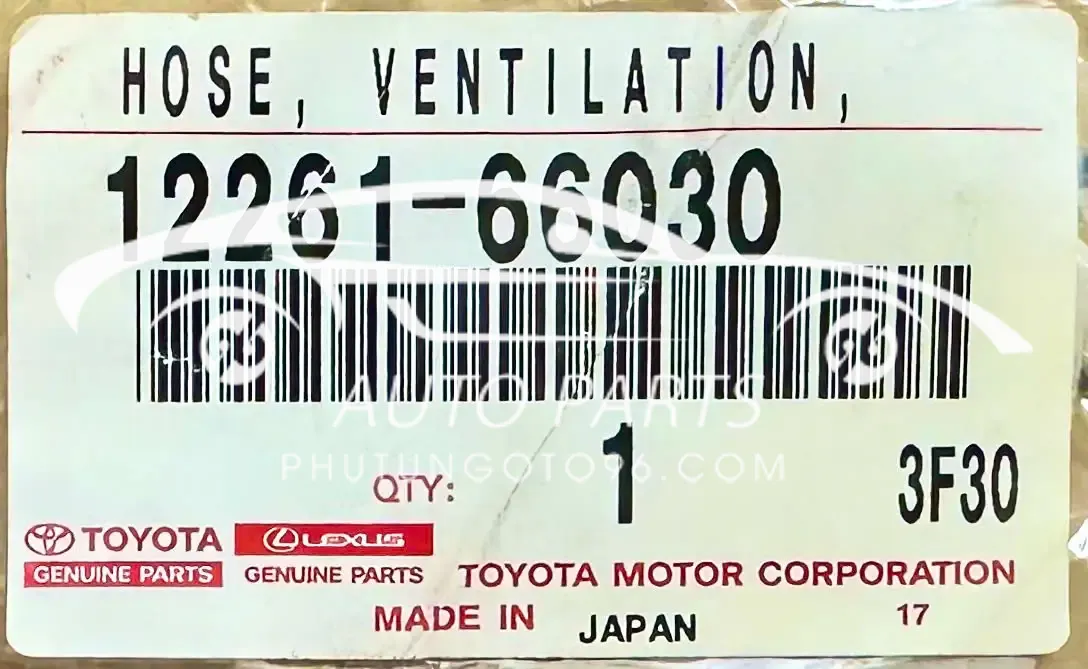 HOSE, VENTILATION,
12261-66030
AUTO PARTS
PHUTUNGOTO96.COM
QTY: 1 3F30
TOYOTA LEXUS
GENUINE PARTS GENUINE PARTS TOYOTA MOTOR CORPORATION
MADE IN JAPAN 17